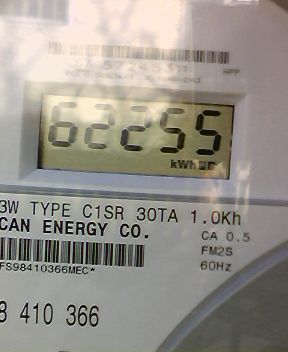 62255
kWh
3W TYPE C1SR 30TA 1.0Kh
CAN ENERGY CO.
CA 0.5
FM2S
60Hz
FS98410366MEC*
8 410 366